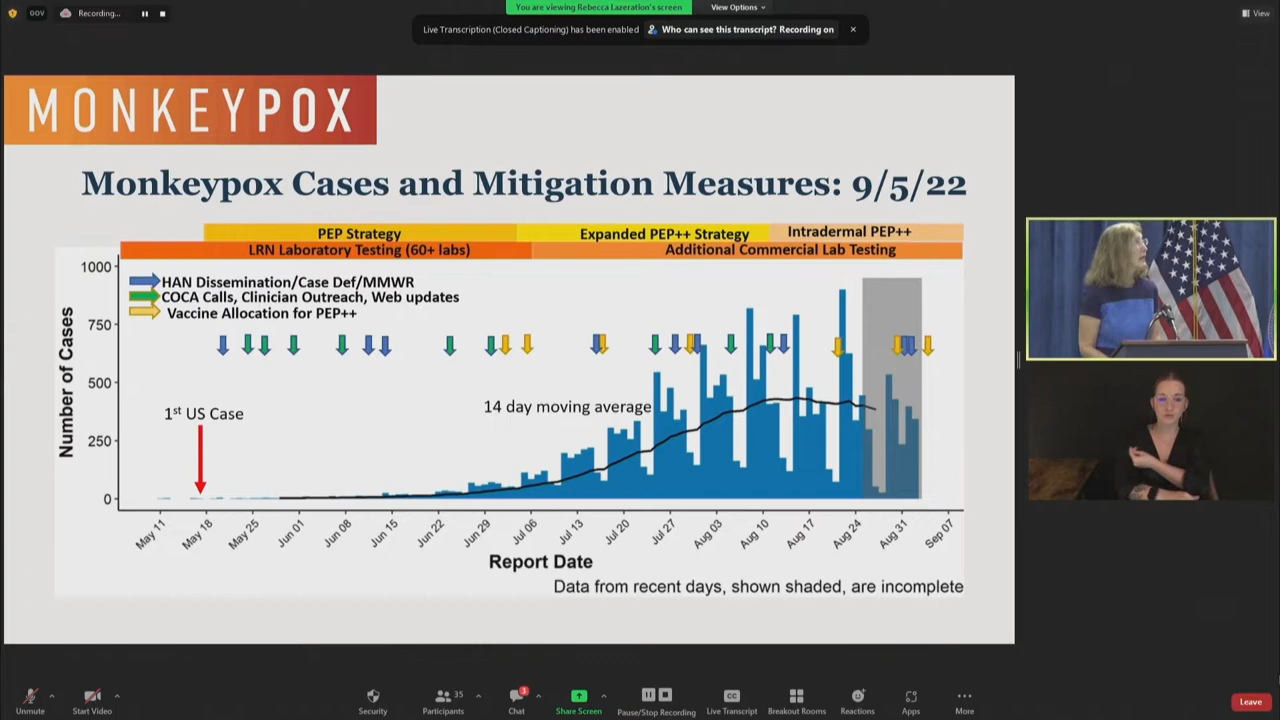 GOV
Recording...
You are viewing Rebecca Lazeration's screen
View Options
View
Live Transcription (Closed Captioning) has been enabled
Who can see this transcript? Recording on
MONKEYPOX
Monkeypox Cases and Mitigation Measures: 9/5/22
PEP Strategy
Expanded PEP++ Strategy
Intradermal PEP++
LRN Laboratory Testing (60+ labs)
Additional Commercial Lab Testing
HAN Dissemination/Case Def/MMWR
COCA Calls, Clinician Outreach, Web updates
Vaccine Allocation for PEP++
Number of Cases
1000
750
500
250
0
1st US Case
14 day moving average
May 11
May 18
May 25
Jun 01
Jun 08
Jun 15
Jun 22
Jun 29
Jul 06
Jul 13
Jul 20
Jul 27
Aug 03
Aug 10
Aug 17
Aug 24
Aug 31
Sep 07
Report Date
Data from recent days, shown shaded, are incomplete
Unmute
Start Video
Security
Participants
35
Chat
3
Share Screen
Pause/Stop Recording
CC
Live Transcript
Breakout Rooms
Reactions
Apps
More
Leave